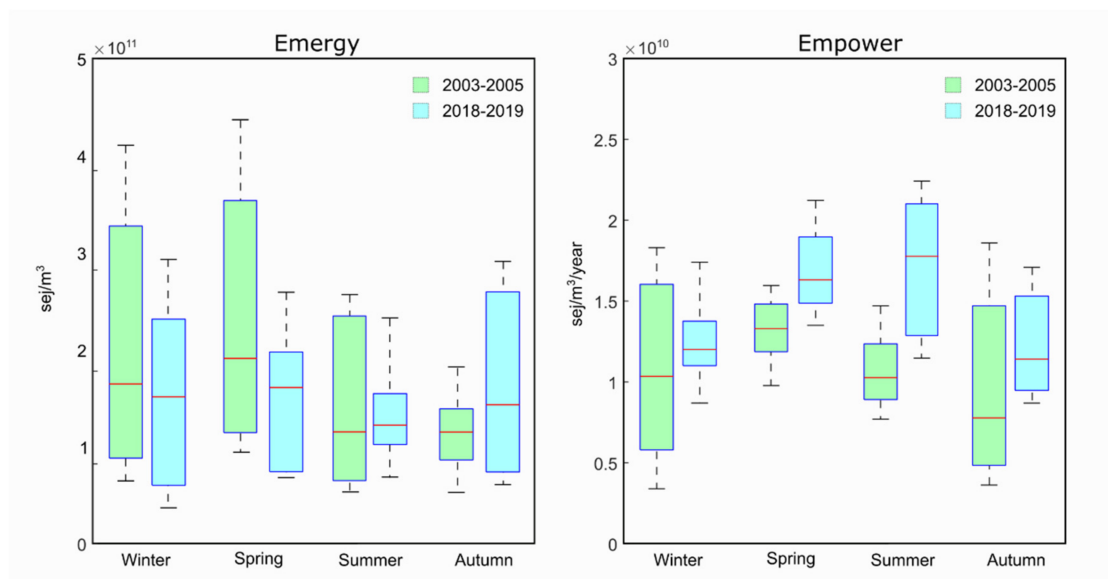 Emergy
×10¹¹
5
4
3
2
1
0
sej/m³
2003-2005
2018-2019
Winter
Spring
Summer
Autumn
Empower
×10¹⁰
3
2.5
2
1.5
1
0.5
0
sej/m³/year
2003-2005
2018-2019
Winter
Spring
Summer
Autumn